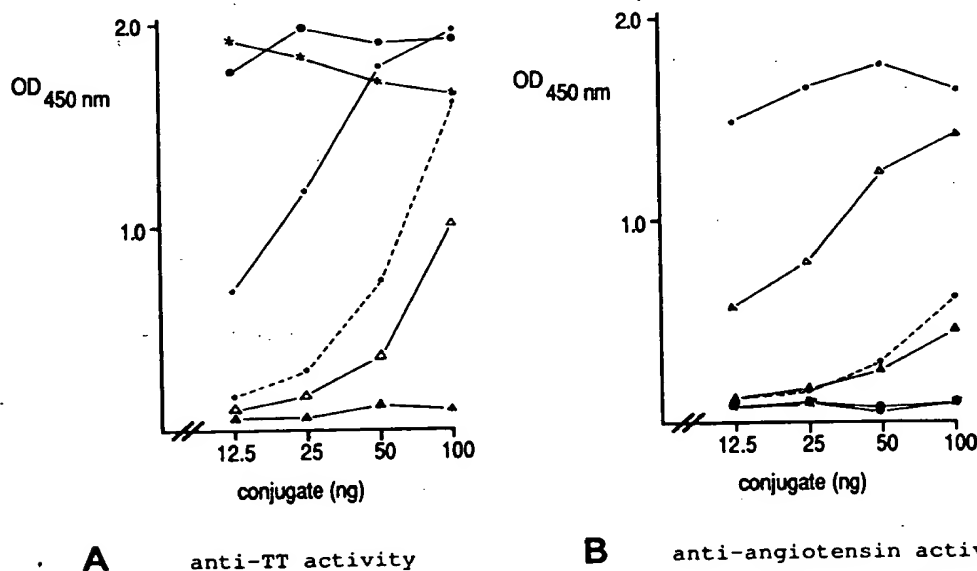 2.0
OD 450 nm
1.0
12.5 25 50 100
conjugate (ng)
A anti-TT activity
2.0
OD 450 nm
1.0
12.5 25 50 100
conjugate (ng)
B anti-angiotensin activ